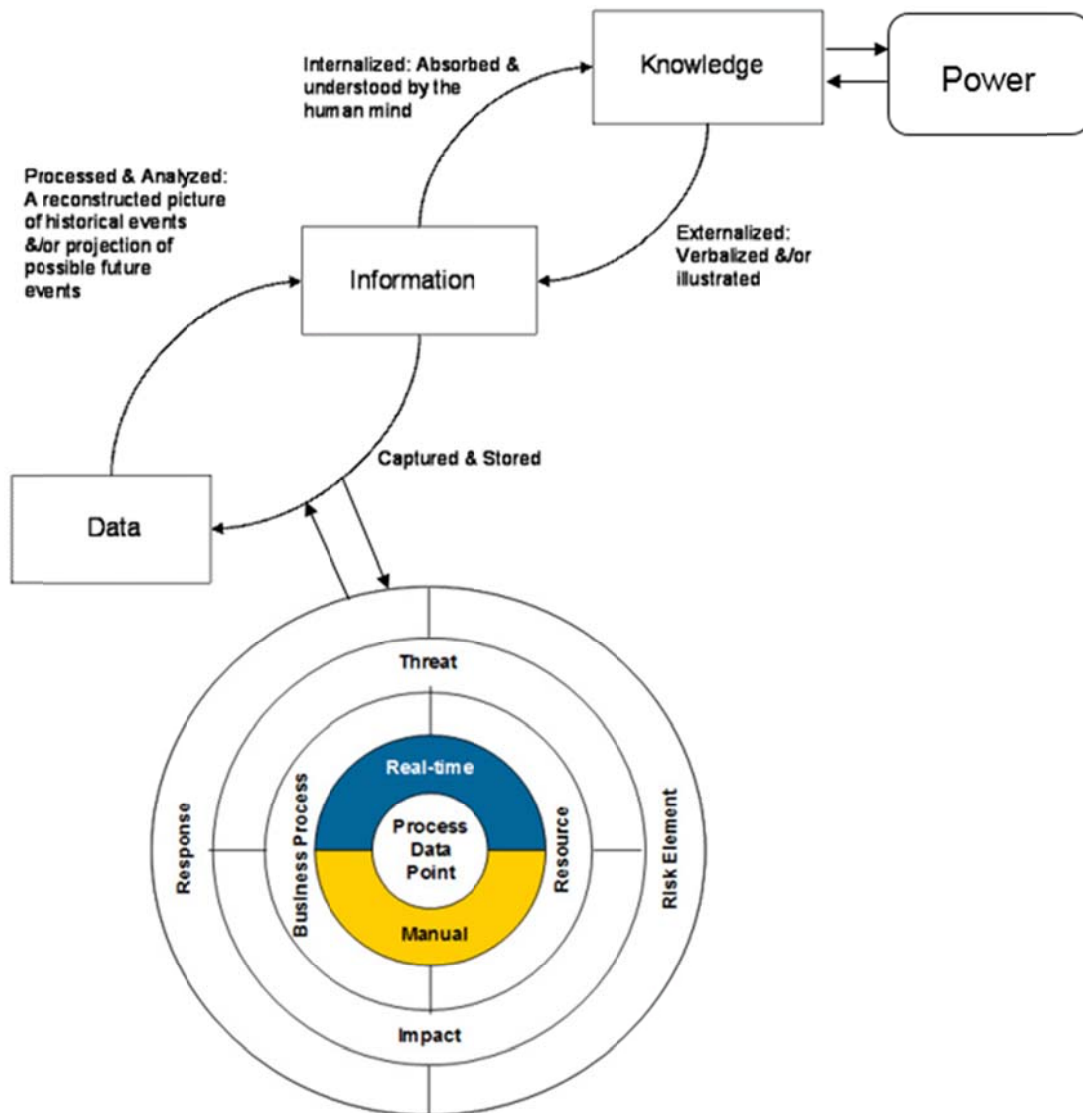 Knowledge
Power
Internalized: Absorbed &
understood by the
human mind
Processed & Analyzed:
A reconstructed picture
of historical events
&/or projection of
possible future
events
Externalized:
Verbalized &/or
illustrated
Information
Captured & Stored
Data
Threat
Real-time
Response
Business Process
Process
Data
Point
Resource
Risk Element
Manual
Impact